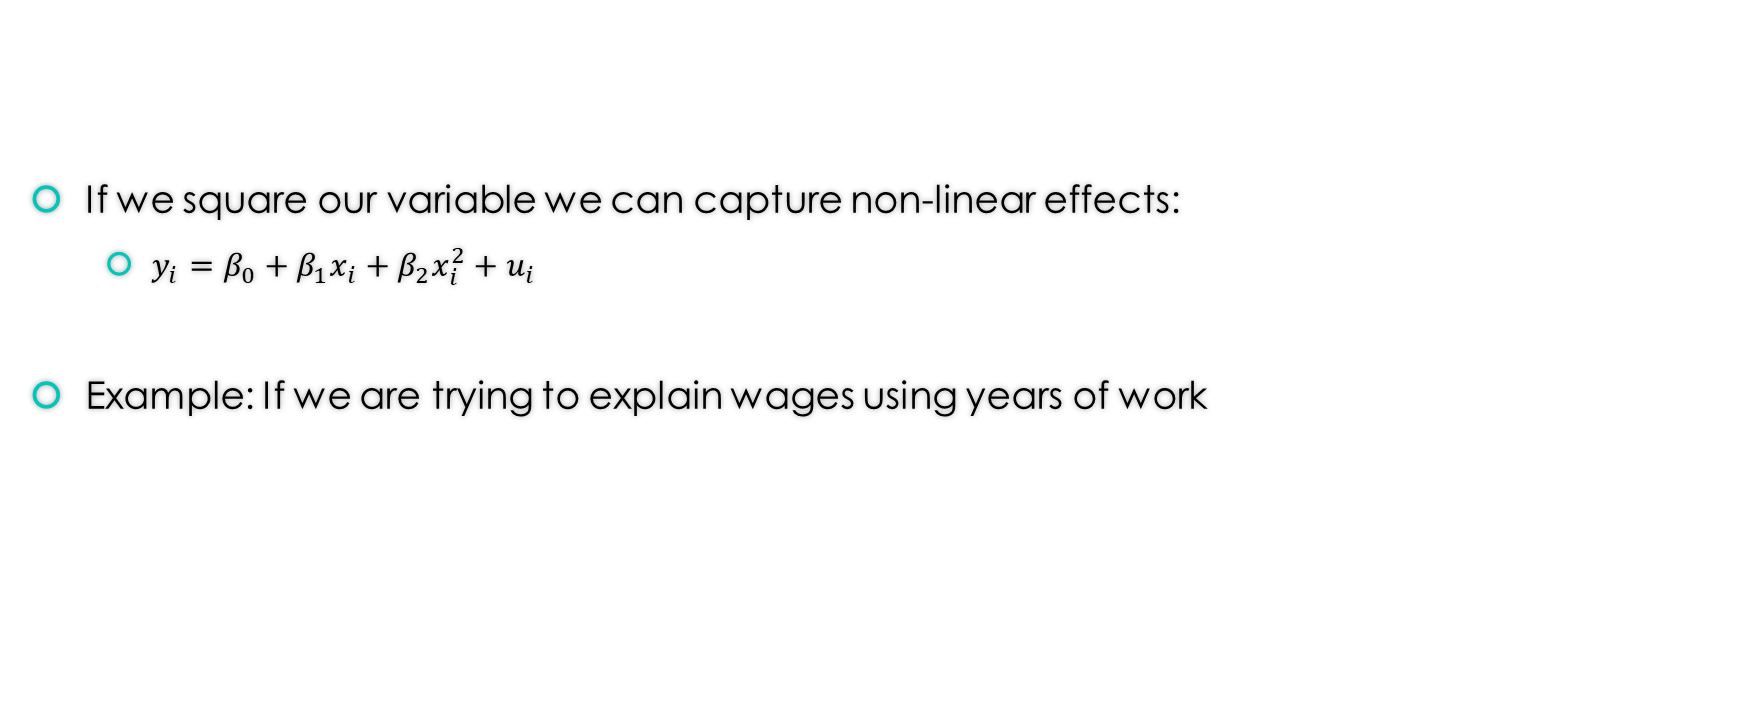 If we square our variable we can capture non-linear effects:
yᵢ = β₀ + β₁xᵢ + β₂xᵢ² + uᵢ
Example: If we are trying to explain wages using years of work